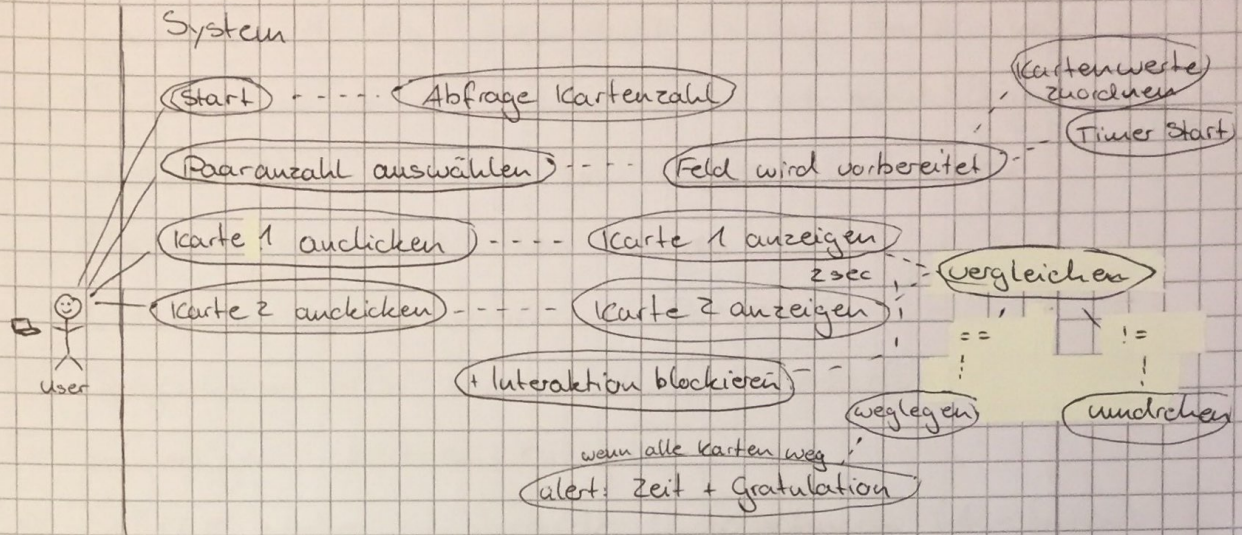 System
Start
Abfrage Kartenzahl
Kartenwerte
zuordnen
Timer Start
Paaranzahl auswählen
Feld wird vorbereitet
Karte 1 anclicken
Karte 1 anzeigen
2 sec
vergleichen
Karte 2 anclicken
Karte 2 anzeigen
==
!=
User
+ Interaktion blockieren
weglegen
umdrehen
wenn alle Karten weg
alert: Zeit + Gratulation